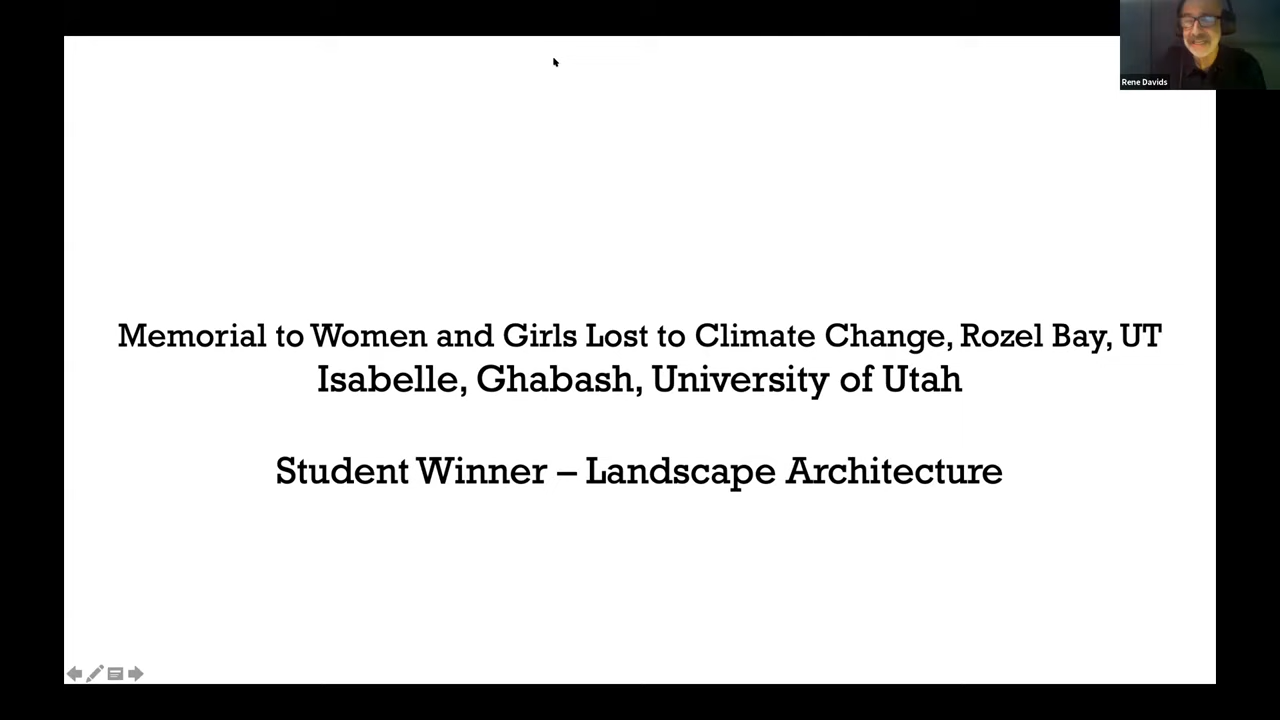 Rene Davids
Memorial to Women and Girls Lost to Climate Change, Rozel Bay, UT
Isabelle, Ghabash, University of Utah
Student Winner – Landscape Architecture